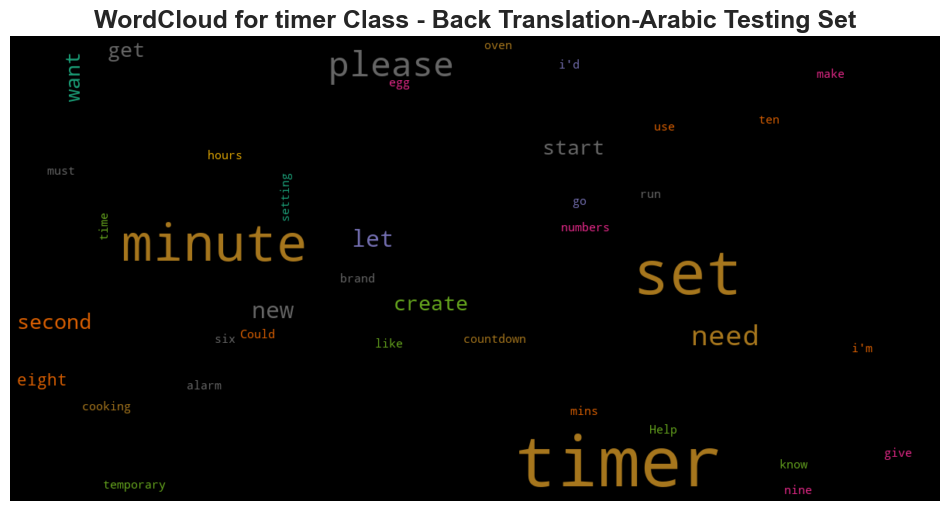 WordCloud for timer Class - Back Translation-Arabic Testing Set
oven
get
please
want
i'd
make
egg
ten
use
start
hours
must
run
setting
go
time
numbers
minute
let
set
brand
create
new
second
need
Could
six
like
countdown
i'm
eight
alarm
cooking
mins
Help
timer
give
know
temporary
nine